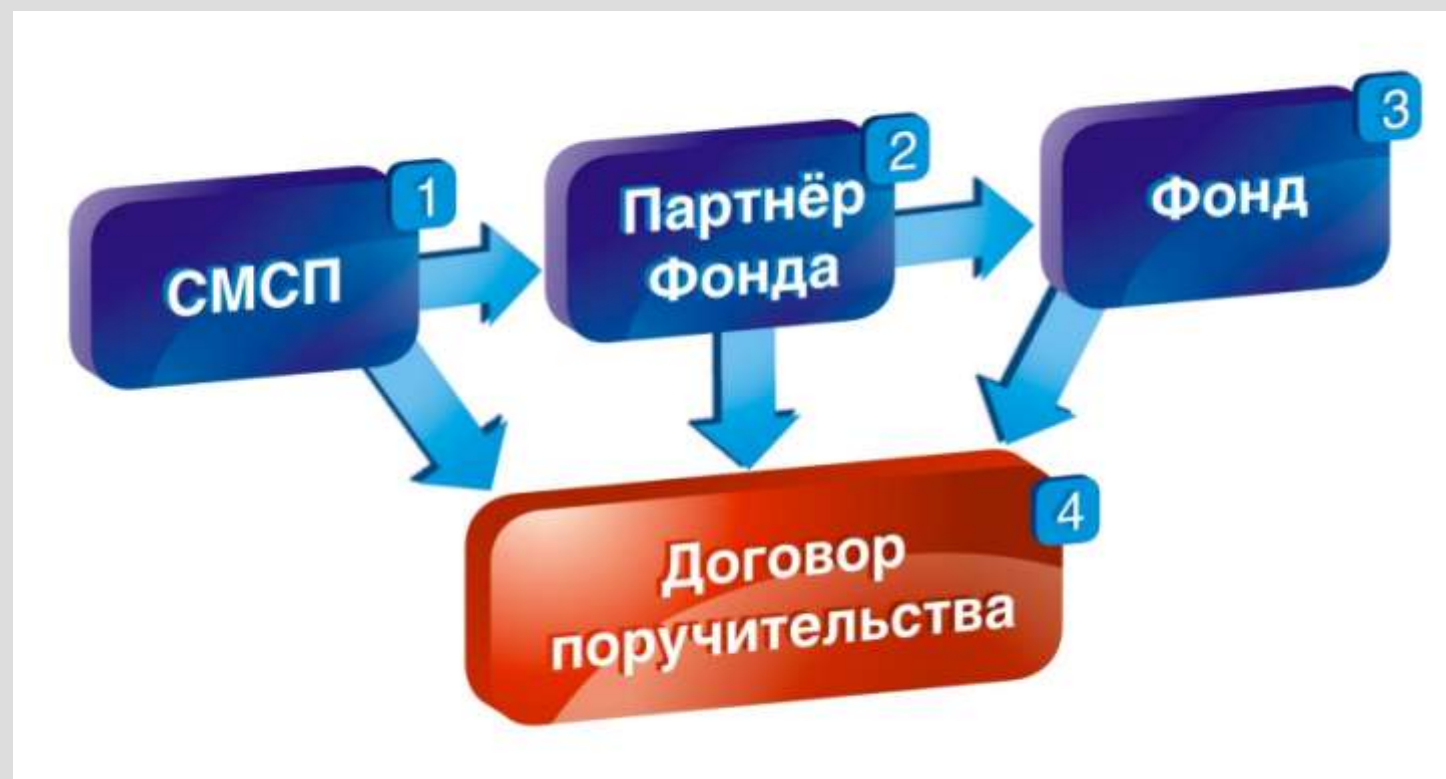 1
СМСП
2
Партнёр
Фонда
3
Фонд
4
Договор
поручительства